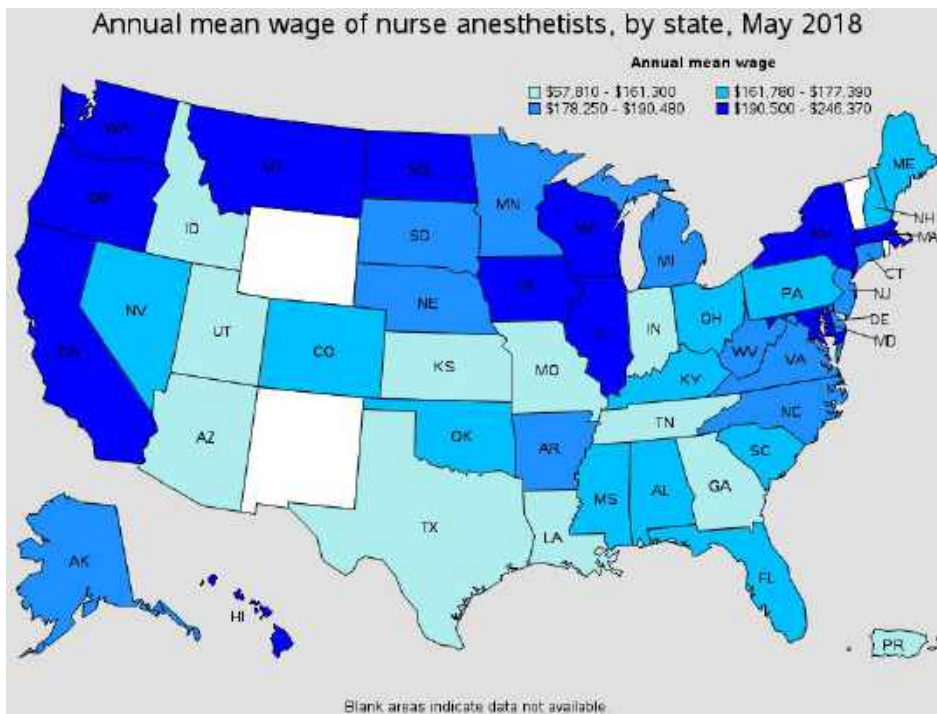 Annual mean wage of nurse anesthetists, by state, May 2018
Annual mean wage
$57,810 - $161,300 $161,780 - $177,390
$178,250 - $190,480 $190,500 - $246,370
WA
MT
ND
MN
ME
OR
ID
SD
WI
MI
NY
NH
MA
CT
NV
UT
CO
NE
IA
IL
IN
OH
PA
NJ
DE
MD
CA
KS
MO
KY
WV
VA
AZ
OK
AR
TN
NC
SC
TX
LA
MS
AL
GA
FL
AK
HI
PR
Blank areas indicate data not available.